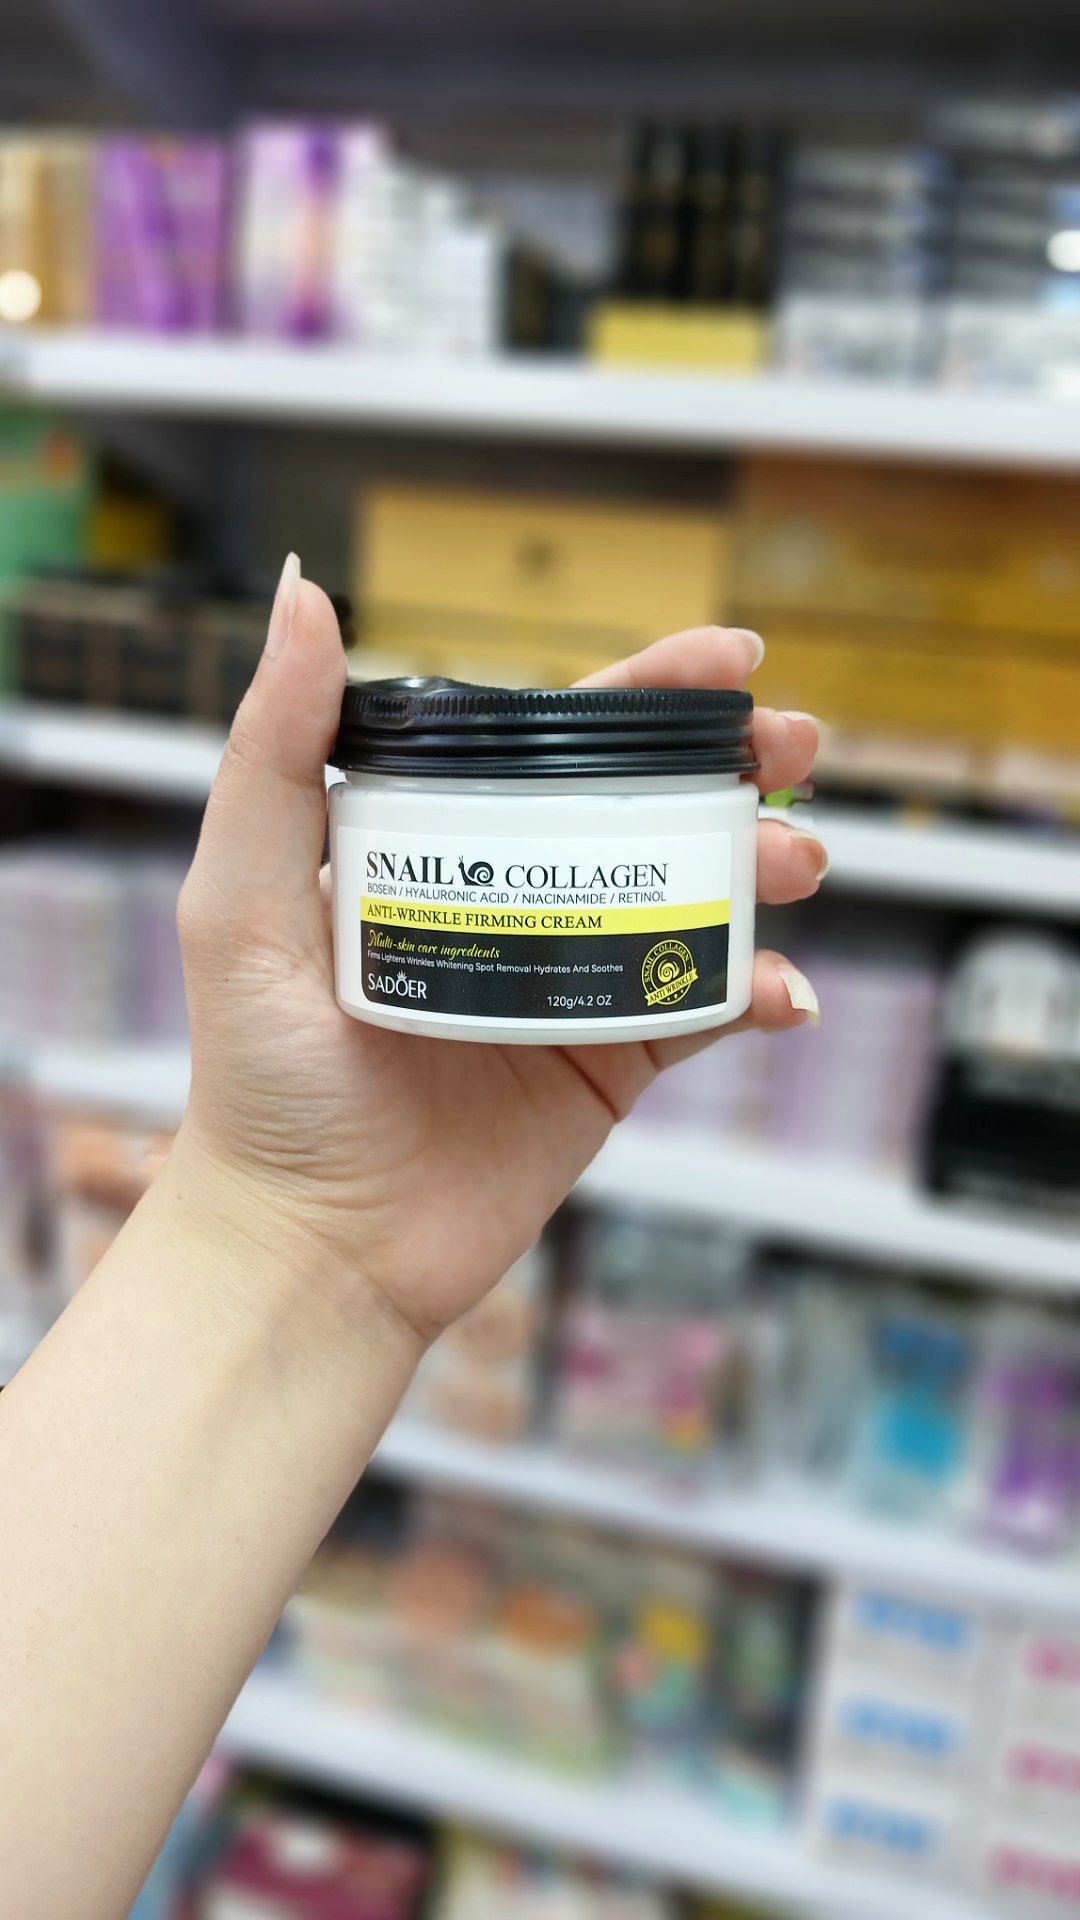 SNAIL COLLAGEN
BOSEIN / HYALURONIC ACID / NIACINAMIDE / RETINOL
ANTI-WRINKLE FIRMING CREAM
Multi-skin care ingredients
Firms Lightens Wrinkles Whitening Spot Removal Hydrates And Soothes
SADOER
120g/4.2 OZ
SNAIL COLLAGEN
ANTI WRINKLE